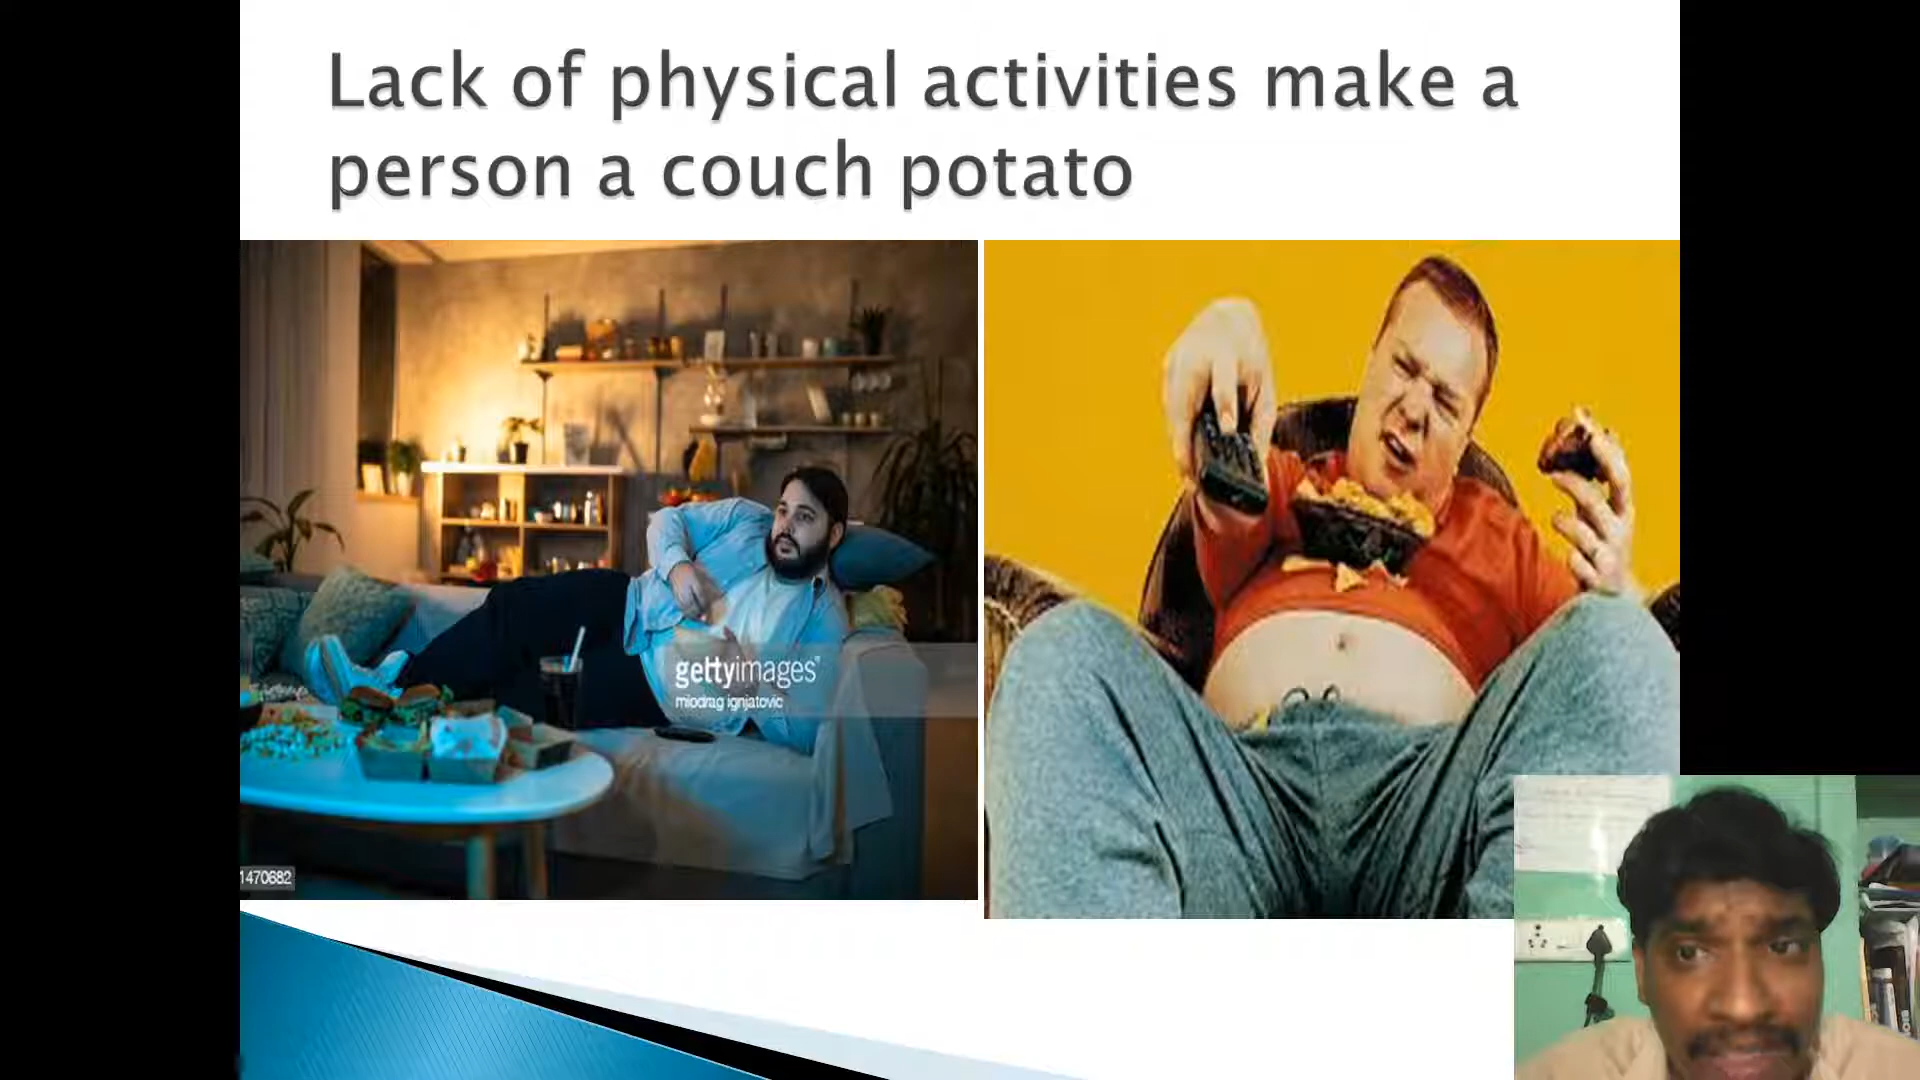 Lack of physical activities make a
person a couch potato
gettyimages®
miodrag ignjatovic
1470682